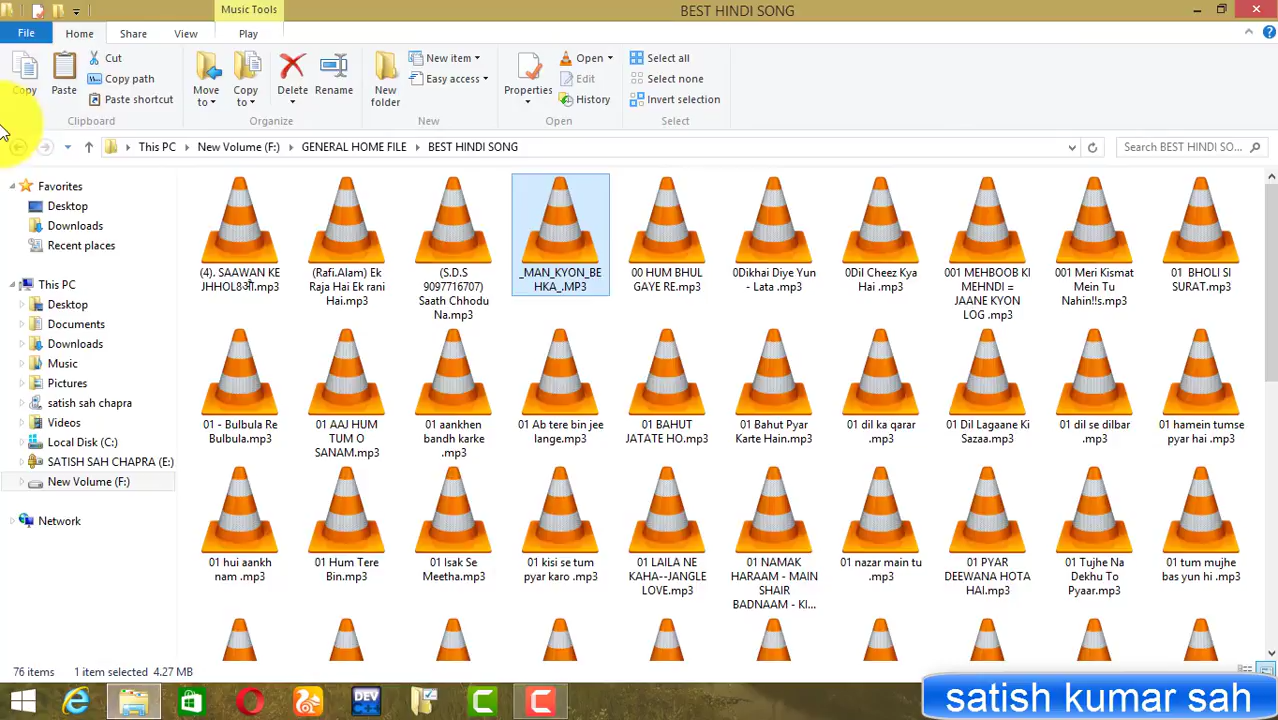 Music Tools
BEST HINDI SONG
File Home Share View Play
Copy
Paste
Cut
Copy path
Paste shortcut
Clipboard
Move to
Copy to
Delete
Rename
Organize
New folder
New item
Easy access
New
Properties
Open
Edit
History
Open
Select all
Select none
Invert selection
Select
This PC New Volume (F:) GENERAL HOME FILE BEST HINDI SONG
Search BEST HINDI SO...
Favorites
Desktop
Downloads
Recent places
This PC
Desktop
Documents
Downloads
Music
Pictures
satish sah chapra
Videos
Local Disk (C:)
SATISH SAH CHAPRA (E:)
New Volume (F:)
Network
(4). SAAWAN KE
(Rafi.Alam) Ek
Raja Hai Ek rani
Hai.mp3
(S.D.S
9097716707)
Saath Chhodu
Na.mp3
_MAN_KYON_BE
HKA_.MP3
00 HUM BHUL
GAYE RE.mp3
0Dikhai Diye Yun
- Lata .mp3
0Dil Cheez Kya
Hai .mp3
001 MEHBOOB KI
MEHNDI =
JAANE KYON
LOG .mp3
001 Meri Kismat
Mein Tu
Nahin!!s.mp3
01 BHOLI SI
SURAT.mp3
01 - Bulbula Re
Bulbula.mp3
01 AAJ HUM
TUM O
SANAM.mp3
01 aankhen
bandh karke
.mp3
01 Ab tere bin jee
lange.mp3
01 BAHUT
JATATE HO.mp3
01 Bahut Pyar
Karte Hain.mp3
01 dil ka qarar
.mp3
01 Dil Lagaane Ki
Sazaa.mp3
01 dil se dilbar
.mp3
01 hamein tumse
pyar hai .mp3
01 hui aankh
nam .mp3
01 Hum Tere
Bin.mp3
01 Isak Se
Meetha.mp3
01 kisi se tum
pyar karo .mp3
01 LAILA NE
KAHA--JANGLE
LOVE.mp3
01 NAMAK
HARAAM - MAIN
SHAIR
BADNAAM - KI...
01 nazar main tu
.mp3
01 PYAR
DEEWANA HOTA
HAI.mp3
01 Tujhe Na
Dekhu To
Pyaar.mp3
01 tum mujhe
bas yun hi .mp3
76 items 1 item selected 4.27 MB
DEV
satish kumar sah